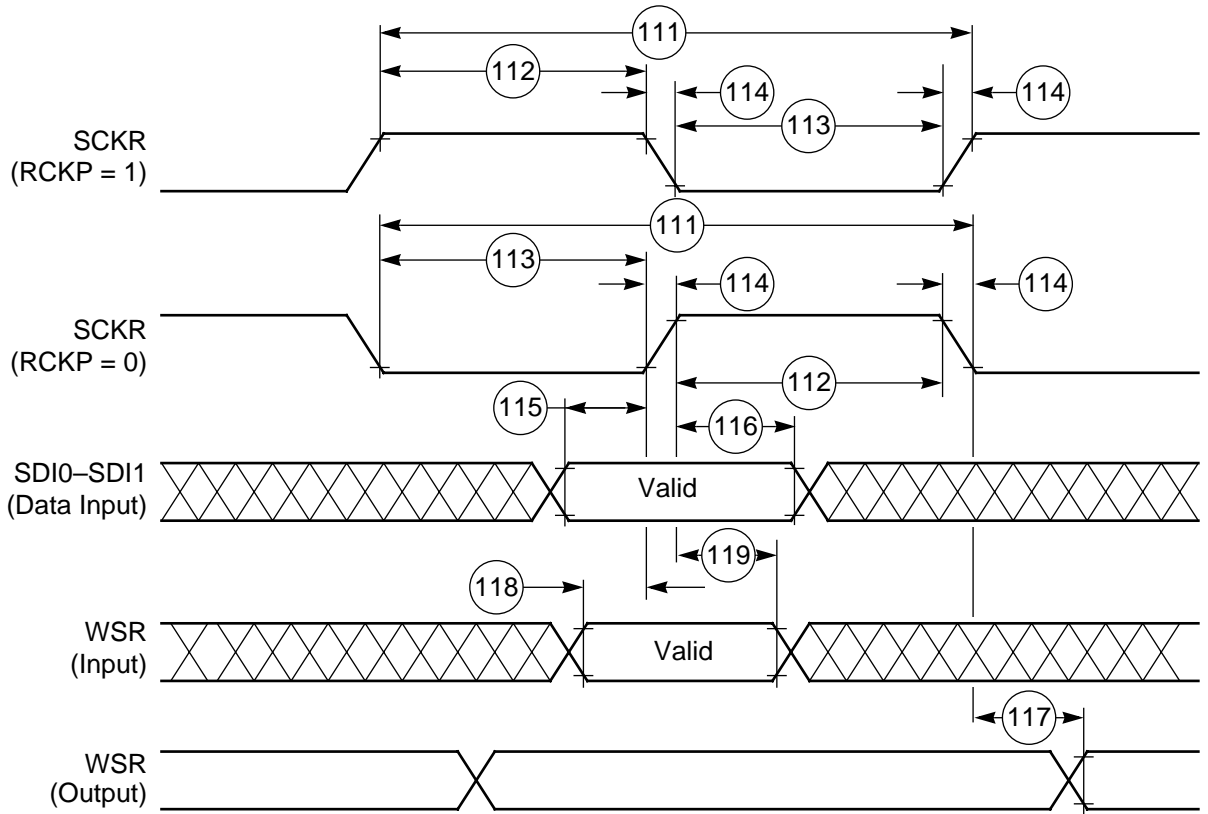 111
112
114
114
113
SCKR
(RCKP = 1)
111
113
114
114
SCKR
(RCKP = 0)
112
115
116
SDI0–SDI1
(Data Input)
Valid
119
118
WSR
(Input)
Valid
117
WSR
(Output)